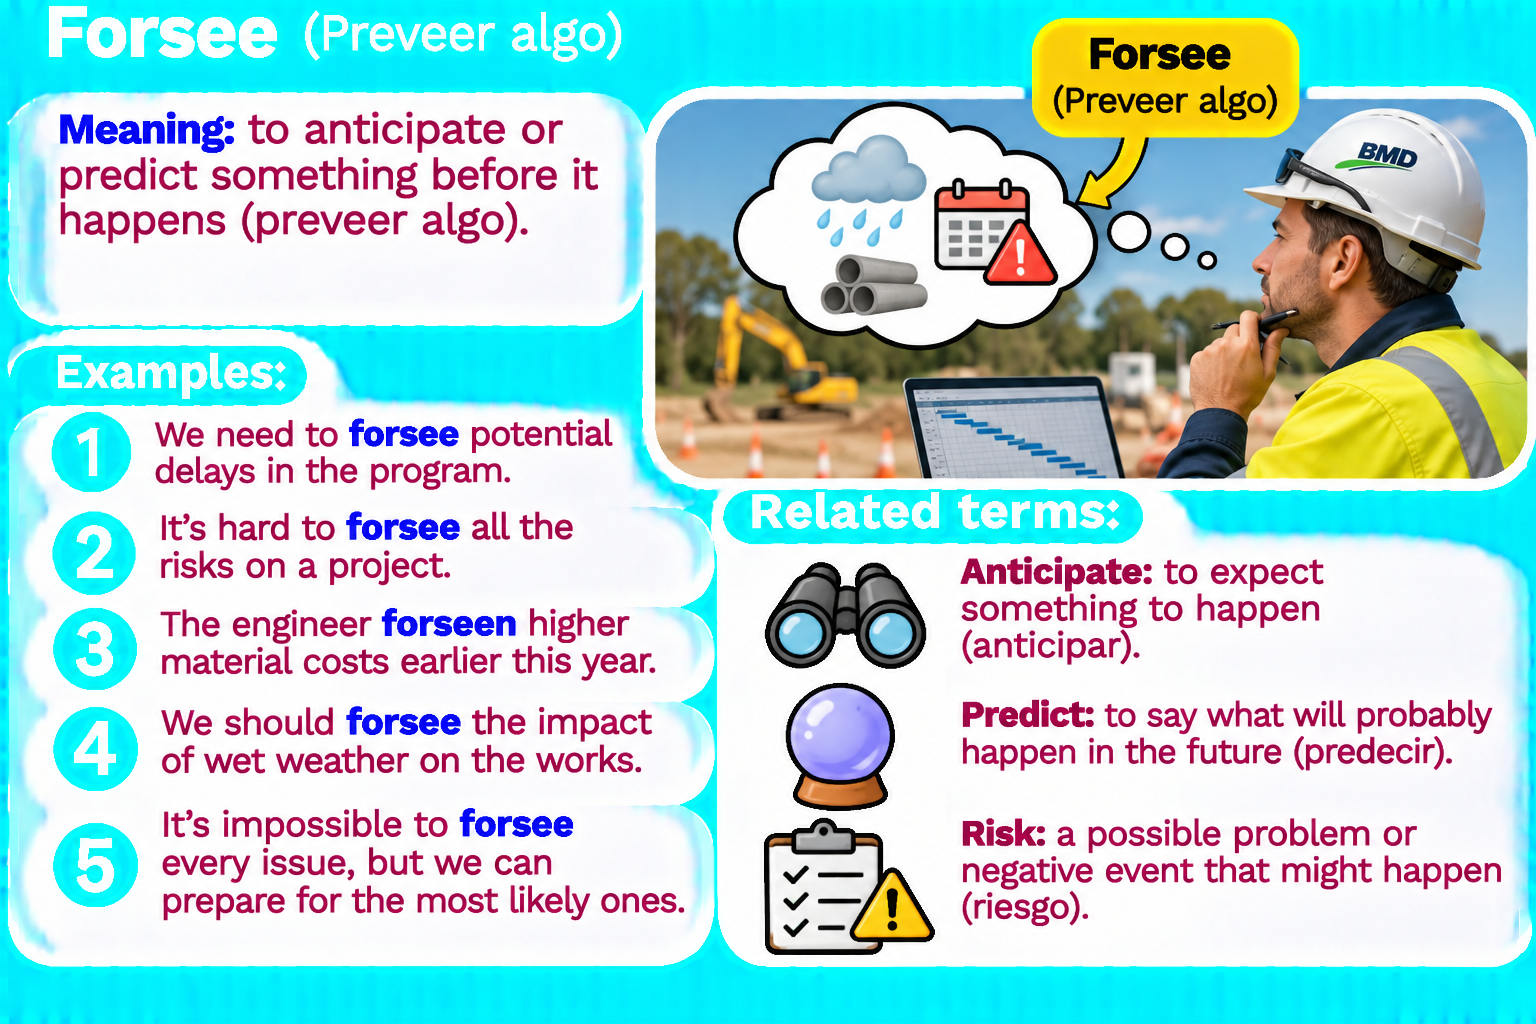 Forsee (Preveer algo)
Meaning: to anticipate or
predict something before it
happens (preveer algo).
Forsee
(Preveer algo)
BMD
Examples:
1 We need to forsee potential
delays in the program.
2 It's hard to forsee all the
risks on a project.
3 The engineer forseen higher
material costs earlier this year.
4 We should forsee the impact
of wet weather on the works.
5 It's impossible to forsee
every issue, but we can
prepare for the most likely ones.
Related terms:
Anticipate: to expect
something to happen
(anticipar).
Predict: to say what will probably
happen in the future (predecir).
Risk: a possible problem or
negative event that might happen
(riesgo).